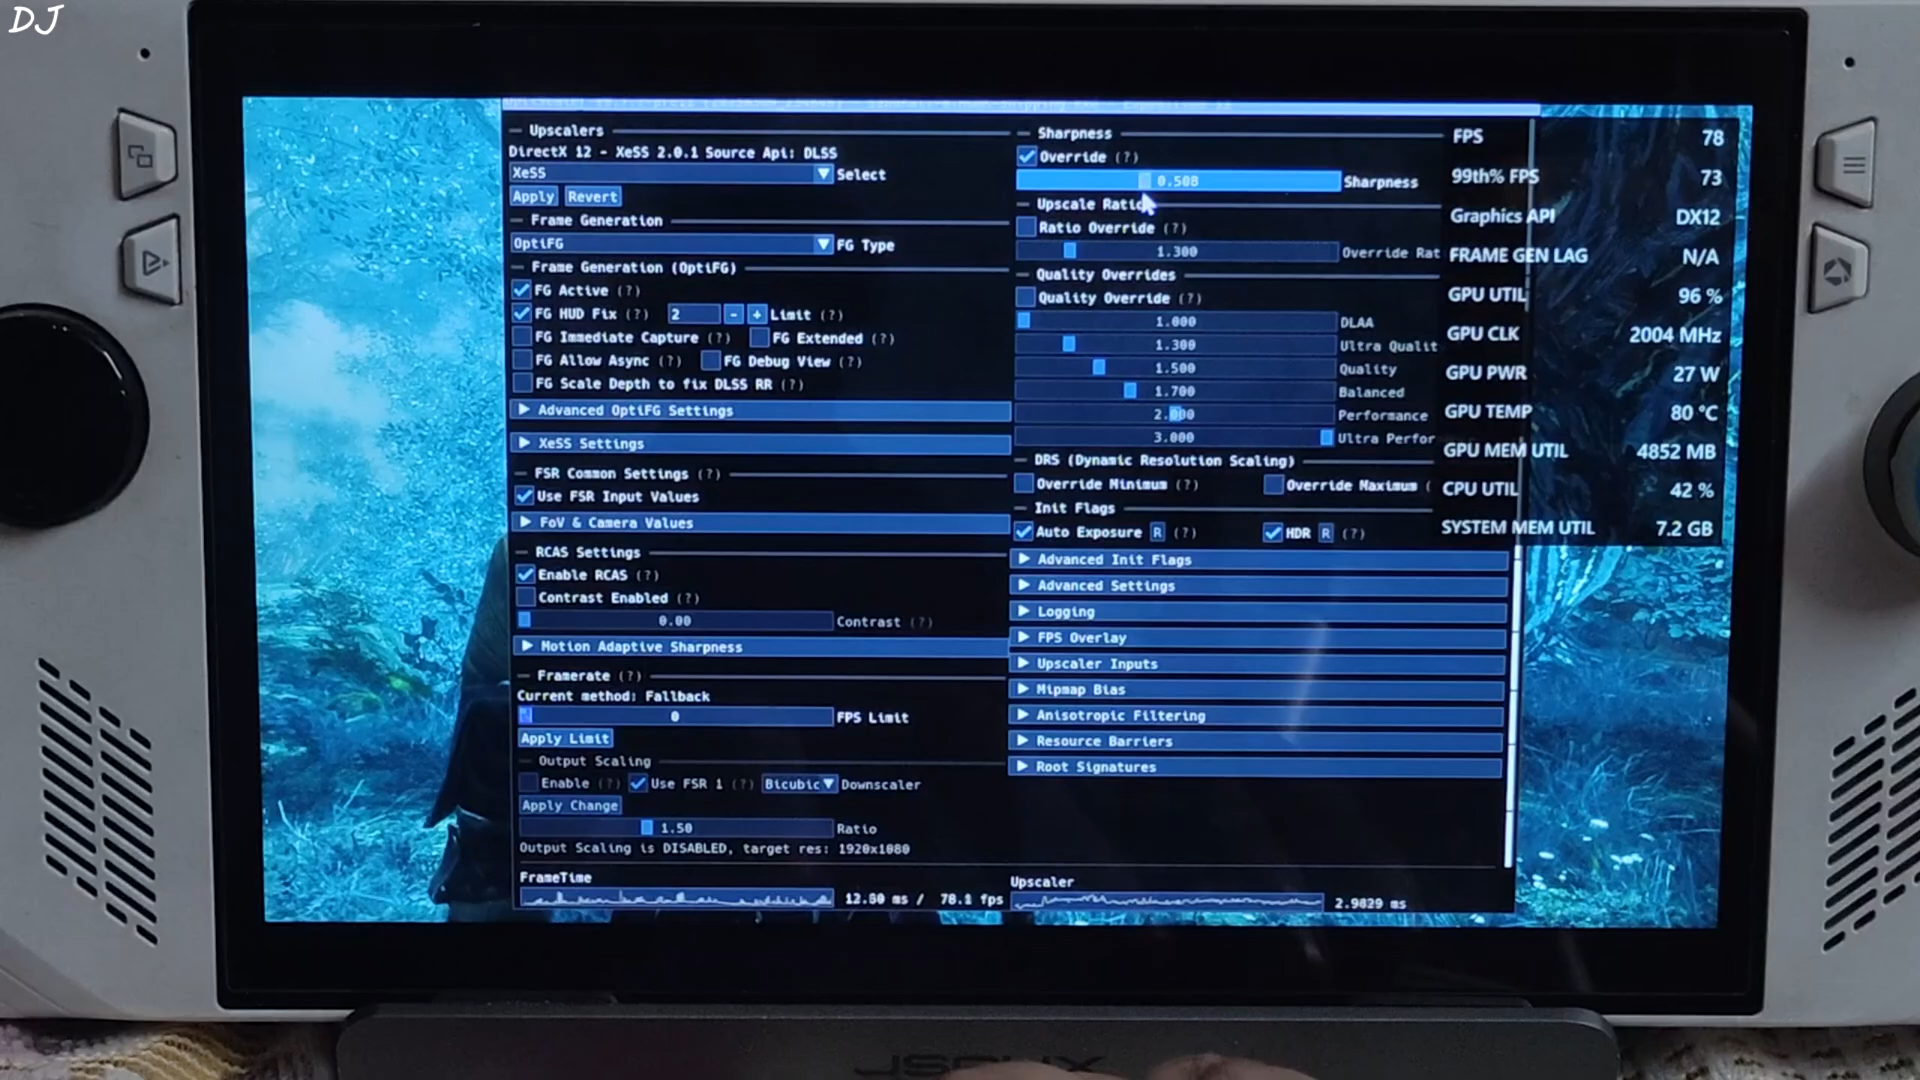 DJ
Upscalers
DirectX 12 - XeSS 2.0.1 Source Api: DLSS
XeSS Select
Apply Revert
Frame Generation
OptiFG FG Type
Frame Generation (OptiFG)
FG Active (?)
FG HUD Fix (?) 2 - + Limit (?)
FG Immediate Capture (?) FG Extended (?)
FG Allow Async (?) FG Debug View (?)
FG Scale Depth to fix DLSS RR (?)
Advanced OptiFG Settings
XeSS Settings
FSR Common Settings (?)
Use FSR Input Values
FoV & Camera Values
RCAS Settings
Enable RCAS (?)
Contrast Enabled (?)
0.00 Contrast (?)
Motion Adaptive Sharpness
Framerate (?)
Current method: Fallback
0 FPS Limit
Apply Limit
Output Scaling
Enable (?) Use FSR 1 (?) Bicubic Downscaler
Apply Change
1.50 Ratio
Output Scaling is DISABLED, target res: 1920x1080
FrameTime
12.80 ms / 78.1 fps
Sharpness
Override (?)
0.508 Sharpness
Upscale Ratio
Ratio Override (?)
1.300 Override Rat
Quality Overrides
Quality Override (?)
1.000 DLAA
1.300 Ultra Qualit
1.500 Quality
1.700 Balanced
2.000 Performance
3.000 Ultra Perfor
DRS (Dynamic Resolution Scaling)
Override Minimum (?) Override Maximum (
Init Flags
Auto Exposure R (?) HDR R (?)
Advanced Init Flags
Advanced Settings
Logging
FPS Overlay
Upscaler Inputs
Mipmap Bias
Anisotropic Filtering
Resource Barriers
Root Signatures
Upscaler
2.9829 ms
FPS 78
99th% FPS 73
Graphics API DX12
FRAME GEN LAG N/A
GPU UTIL 96 %
GPU CLK 2004 MHz
GPU PWR 27 W
GPU TEMP 80 °C
GPU MEM UTIL 4852 MB
CPU UTIL 42 %
SYSTEM MEM UTIL 7.2 GB
JSAUX